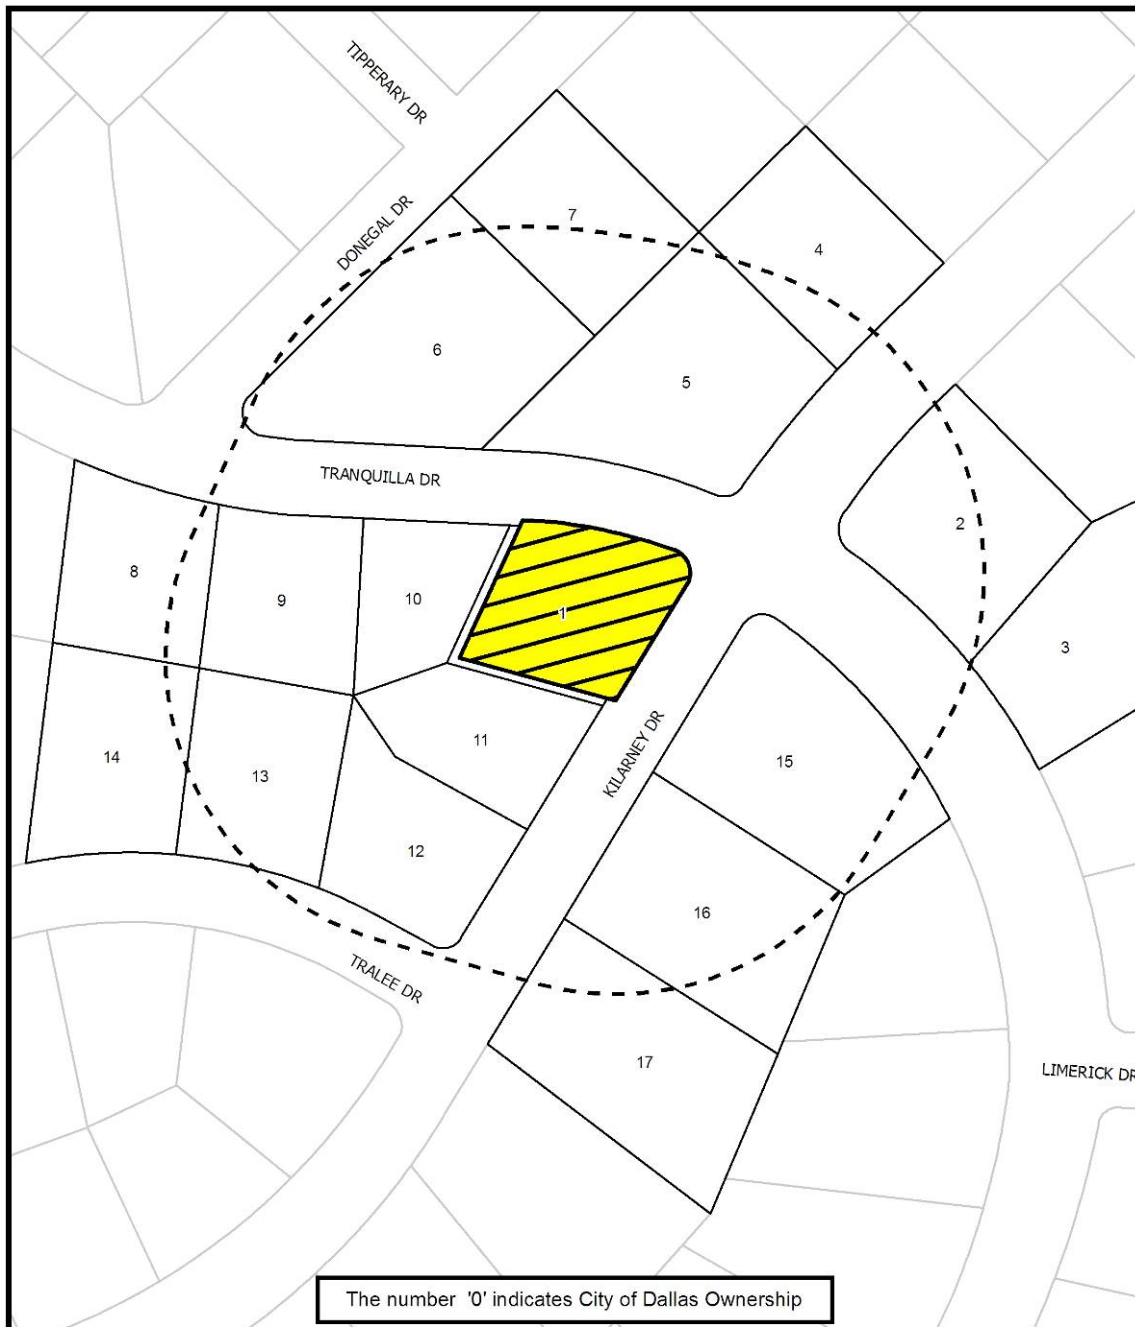 TIPPERARY DR
7
DONEGAL DR
4
6
5
TRANQUILLA DR
2
8
9
10
1
3
11
14
13
KILARNEY DR
15
12
16
TRALEE DR
17
LIMERICK DR
The number '0' indicates City of Dallas Ownership